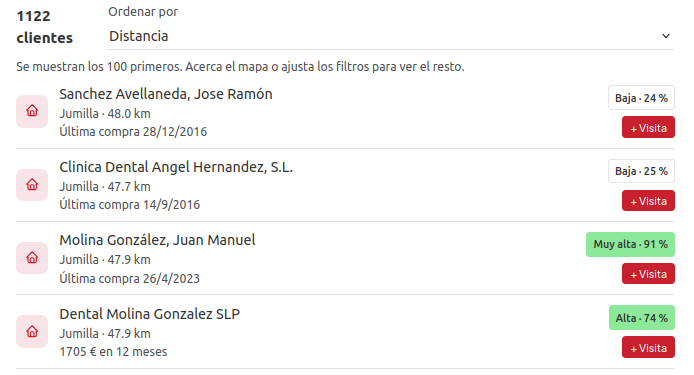 1122 clientes
Ordenar por
Distancia
Se muestran los 100 primeros. Acerca el mapa o ajusta los filtros para ver el resto.
Sanchez Avellaneda, Jose Ramón
Jumilla · 48.0 km
Última compra 28/12/2016
Baja · 24 %
+ Visita
Clinica Dental Angel Hernandez, S.L.
Jumilla · 47.7 km
Última compra 14/9/2016
Baja · 25 %
+ Visita
Molina González, Juan Manuel
Jumilla · 47.9 km
Última compra 26/4/2023
Muy alta · 91 %
+ Visita
Dental Molina Gonzalez SLP
Jumilla · 47.9 km
1705 € en 12 meses
Alta · 74 %
+ Visita